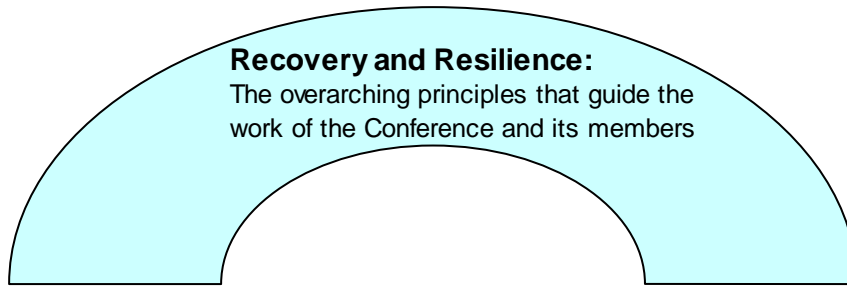 Recovery and Resilience:
The overarching principles that guide the
work of the Conference and its members